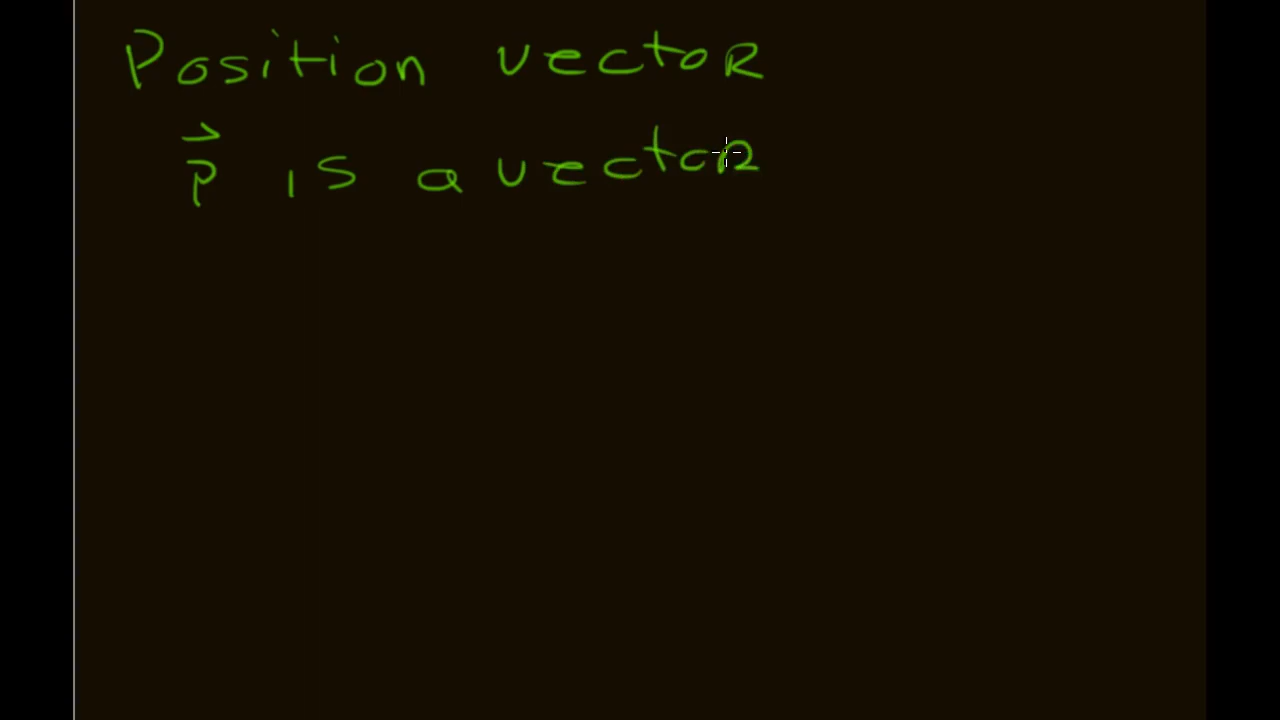 Position vector
p⃗ is a vector